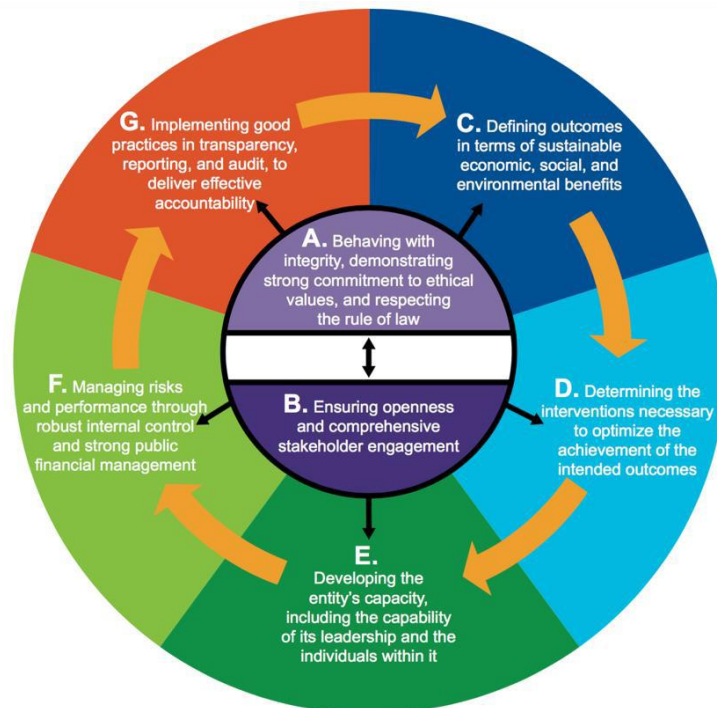 A. Behaving with
integrity, demonstrating
strong commitment to ethical
values, and respecting
the rule of law
B. Ensuring openness
and comprehensive
stakeholder engagement
C. Defining outcomes
in terms of sustainable
economic, social, and
environmental benefits
D. Determining the
interventions necessary
to optimize the
achievement of the
intended outcomes
E.
Developing the
entity's capacity,
including the capability
of its leadership and the
individuals within it
F. Managing risks
and performance through
robust internal control
and strong public
financial management
G. Implementing good
practices in transparency,
reporting, and audit, to
deliver effective
accountability